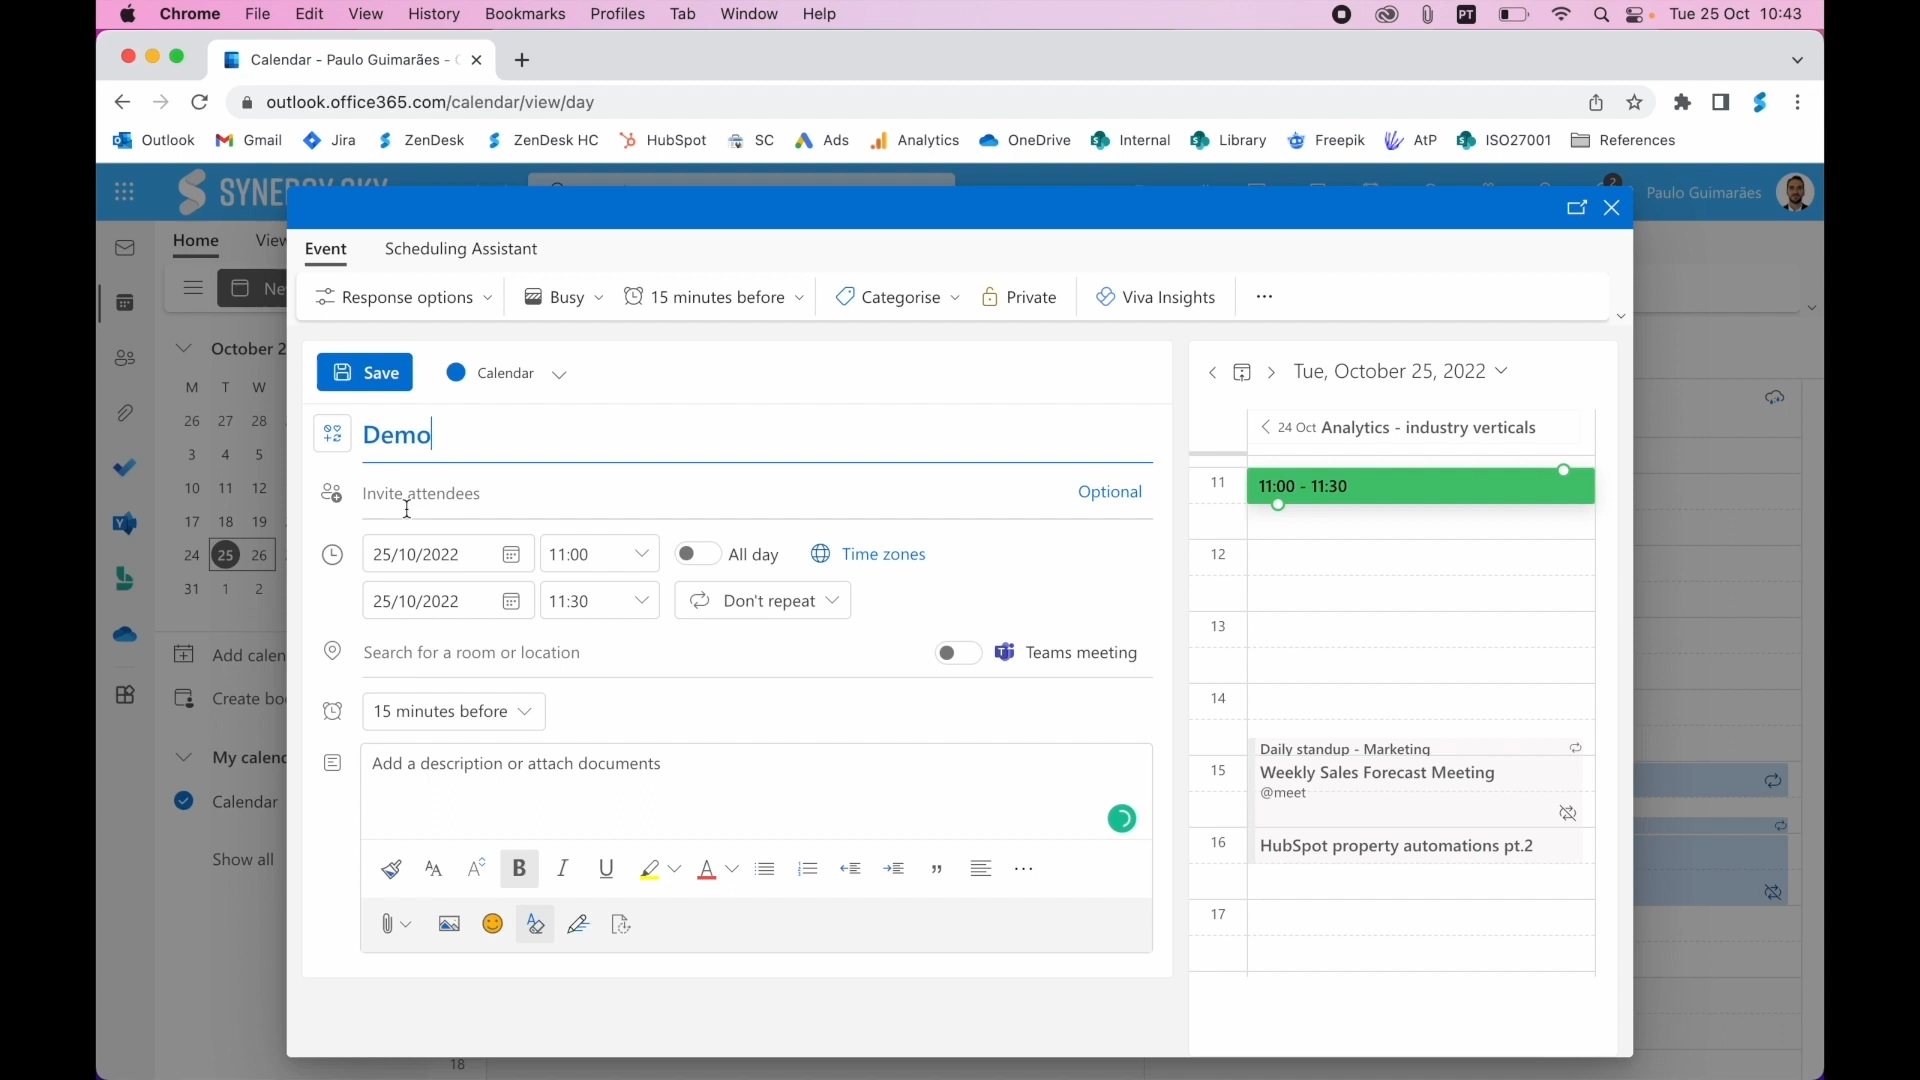 Chrome File Edit View History Bookmarks Profiles Tab Window Help PT Tue 25 Oct 10:43
Calendar - Paulo Guimarães -
outlook.office365.com/calendar/view/day
Outlook Gmail Jira ZenDesk ZenDesk HC HubSpot SC Ads Analytics OneDrive Internal Library Freepik AtP ISO27001 References
2 Paulo Guimarães
Home
Event Scheduling Assistant
Response options Busy 15 minutes before Categorise Private Viva Insights
Save Calendar
Tue, October 25, 2022
M T W
26 27 28
3 4 5
10 11 12
17 18 19
24 25 26
31 1 2
Demo
24 Oct Analytics - industry verticals
Invite attendees Optional
11 11:00 - 11:30
25/10/2022 11:00 All day Time zones
12
25/10/2022 11:30 Don't repeat
13
Search for a room or location Teams meeting
14
15 minutes before
Daily standup - Marketing
Add a description or attach documents
15 Weekly Sales Forecast Meeting
@meet
16 HubSpot property automations pt.2
17
Calendar
Show all
18